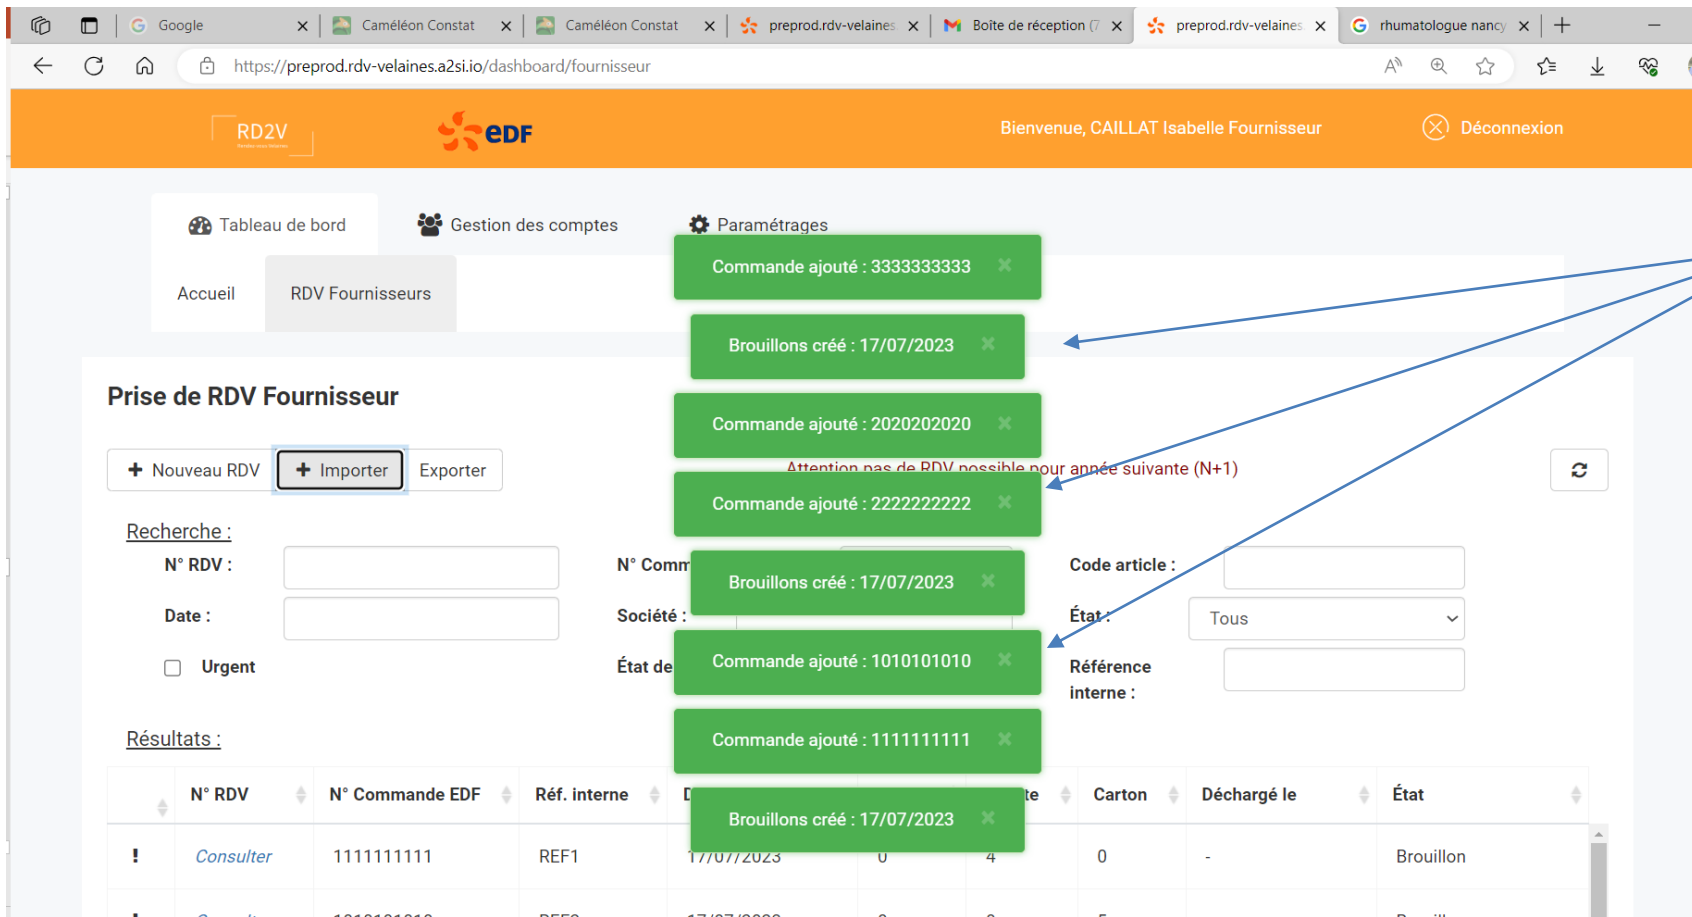 Google
Caméléon Constat
Caméléon Constat
preprod.rdv-velaines.
Boîte de réception (7
preprod.rdv-velaines.
rhumatologue nancy
https://preprod.rdv-velaines.a2si.io/dashboard/fournisseur
RD2V
edf
Bienvenue, CAILLAT Isabelle Fournisseur
Déconnexion
Tableau de bord
Gestion des comptes
Paramétrages
Commande ajouté : 3333333333
Accueil
RDV Fournisseurs
Brouillons créé : 17/07/2023
Prise de RDV Fournisseur
Commande ajouté : 2020202020
+ Nouveau RDV
+ Importer
Exporter
Attention pas de RDV possible pour année suivante (N+1)
Commande ajouté : 2222222222
Recherche :
N° RDV :
N° Comm
Code article :
Brouillons créé : 17/07/2023
Date :
Société :
État :
Tous
Urgent
État de
Commande ajouté : 1010101010
Référence
interne :
Résultats :
Commande ajouté : 1111111111
N° RDV
N° Commande EDF
Réf. interne
te
Carton
Déchargé le
État
Brouillons créé : 17/07/2023
! Consulter 1111111111 REF1 17/07/2023 0 4 0 - Brouillon